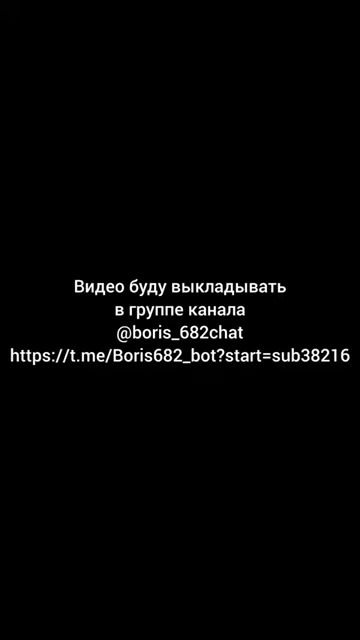 Видео буду выкладывать
в группе канала
@boris_682chat
https://t.me/Boris682_bot?start=sub38216